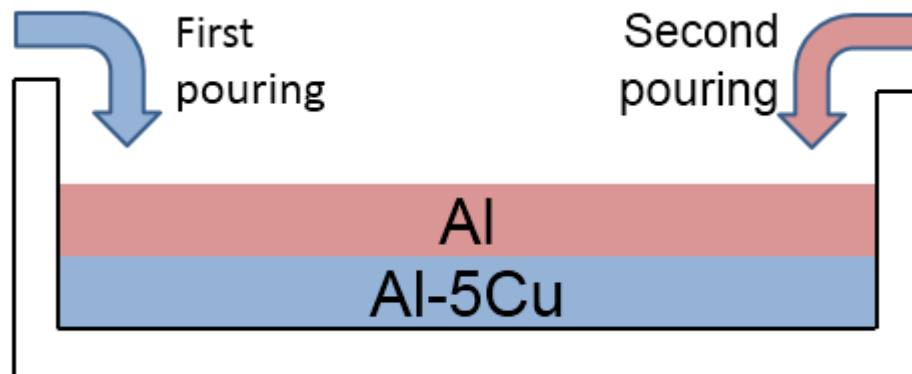 First
pouring
Second
pouring
Al
Al-5Cu